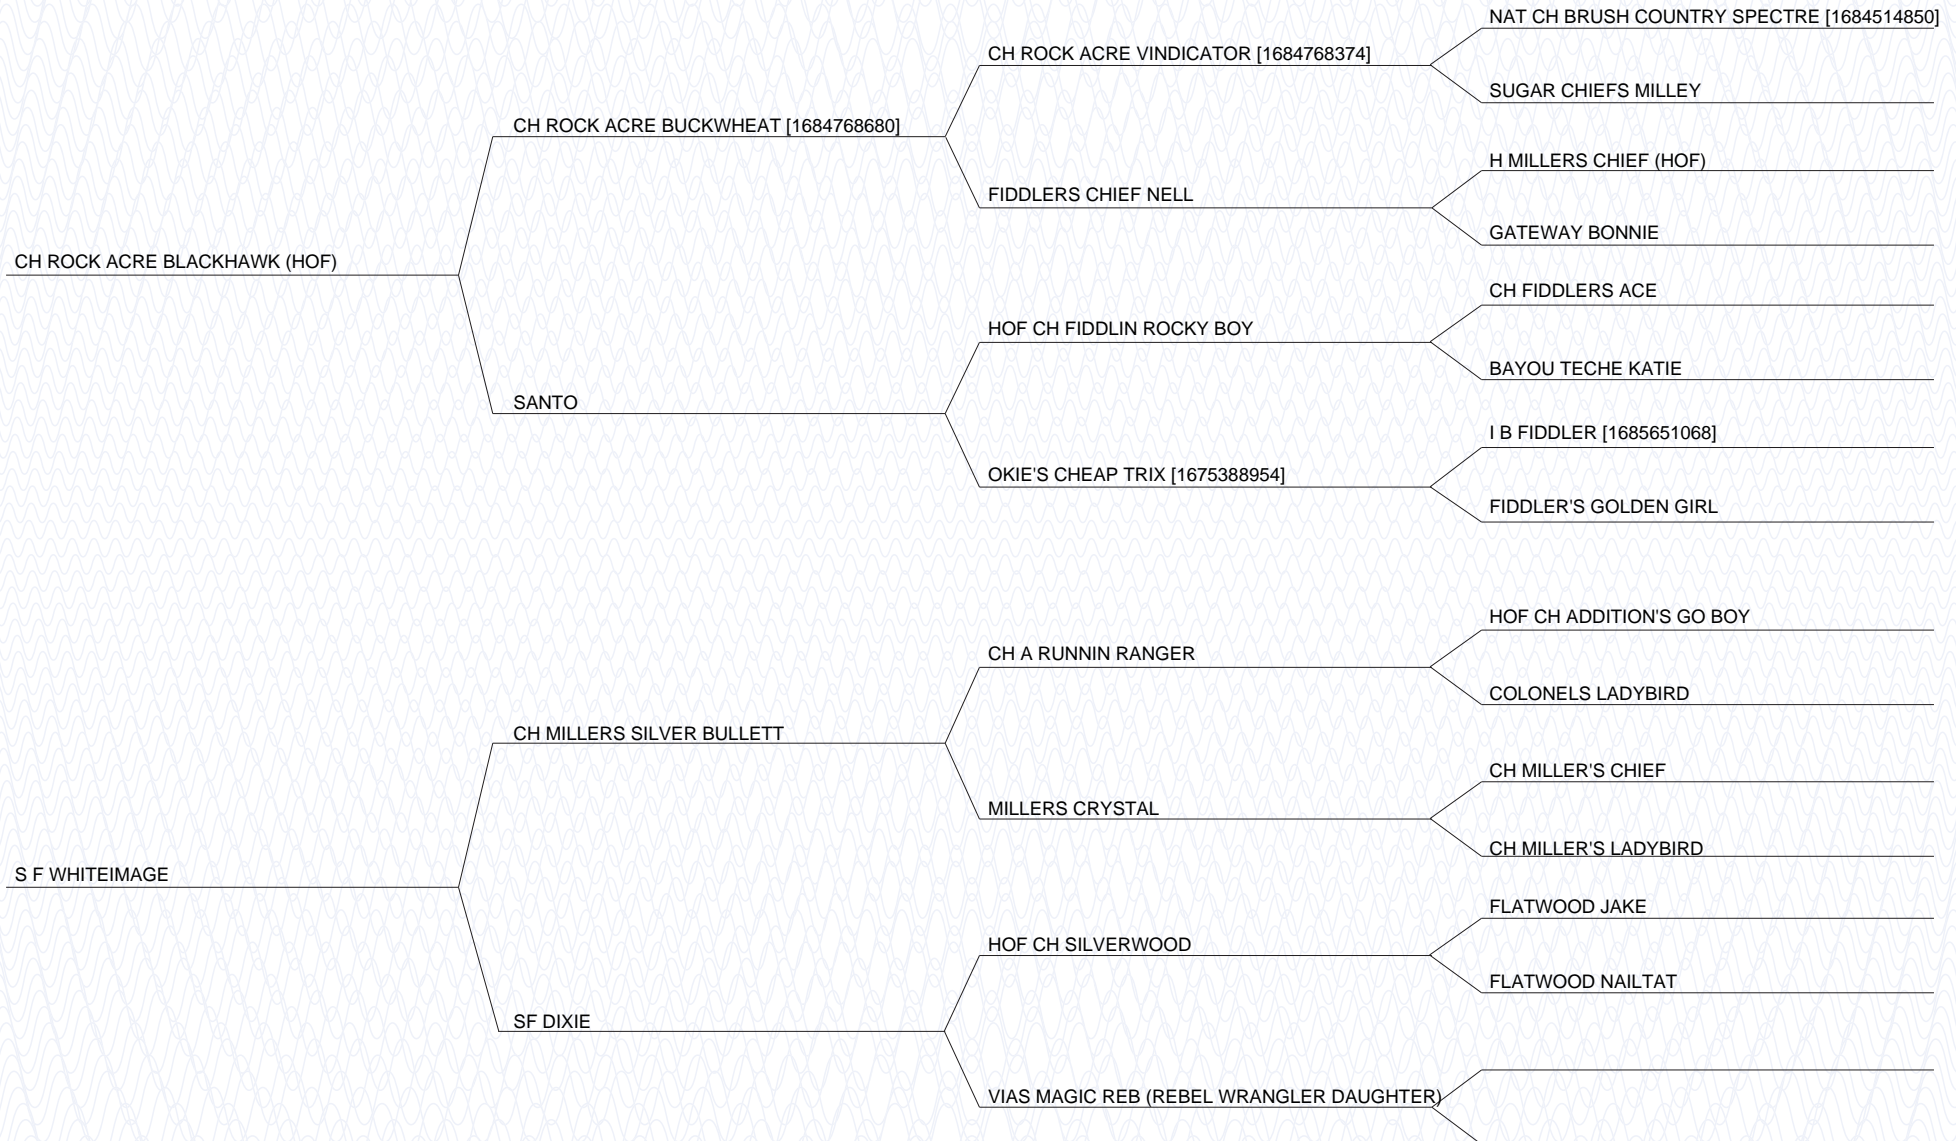 NAT CH BRUSH COUNTRY SPECTRE [1684514850]
CH ROCK ACRE VINDICATOR [1684768374]
SUGAR CHIEFS MILLEY
CH ROCK ACRE BUCKWHEAT [1684768680]
H MILLERS CHIEF (HOF)
FIDDLERS CHIEF NELL
GATEWAY BONNIE
CH ROCK ACRE BLACKHAWK (HOF)
CH FIDDLERS ACE
HOF CH FIDDLIN ROCKY BOY
BAYOU TECHE KATIE
SANTO
I B FIDDLER [1685651068]
OKIE'S CHEAP TRIX [1675388954]
FIDDLER'S GOLDEN GIRL
HOF CH ADDITION'S GO BOY
CH A RUNNIN RANGER
COLONELS LADYBIRD
CH MILLERS SILVER BULLETT
CH MILLER'S CHIEF
MILLERS CRYSTAL
CH MILLER'S LADYBIRD
S F WHITEIMAGE
FLATWOOD JAKE
HOF CH SILVERWOOD
FLATWOOD NAILTAT
SF DIXIE
VIAS MAGIC REB (REBEL WRANGLER DAUGHTER)